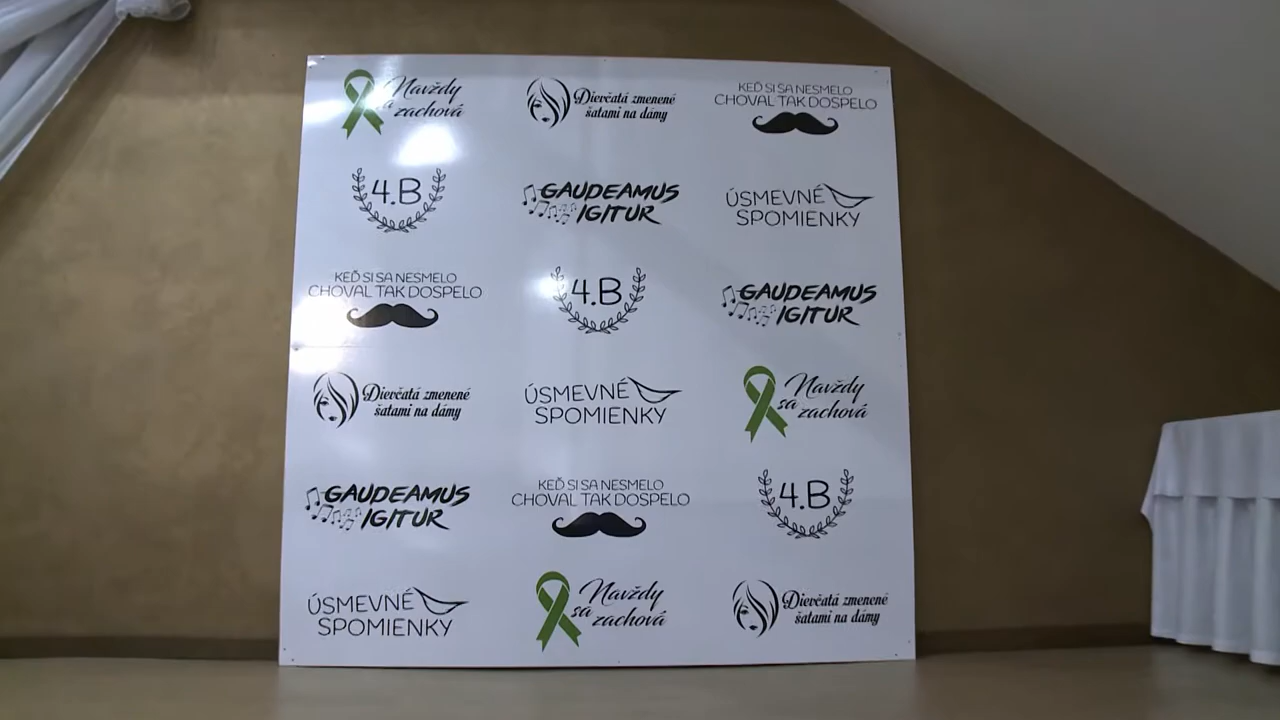 Navždy
sa zachová
Dievčatá zmenené
šatami na dámy
KEĎ SI SA NESMELO
CHOVAL TAK DOSPELO
4.B
GAUDEAMUS
IGITUR
ÚSMEVNÉ
SPOMIENKY
KEĎ SI SA NESMELO
CHOVAL TAK DOSPELO
4.B
GAUDEAMUS
IGITUR
Dievčatá zmenené
šatami na dámy
ÚSMEVNÉ
SPOMIENKY
Navždy
sa zachová
GAUDEAMUS
IGITUR
KEĎ SI SA NESMELO
CHOVAL TAK DOSPELO
4.B
ÚSMEVNÉ
SPOMIENKY
Navždy
sa zachová
Dievčatá zmenené
šatami na dámy